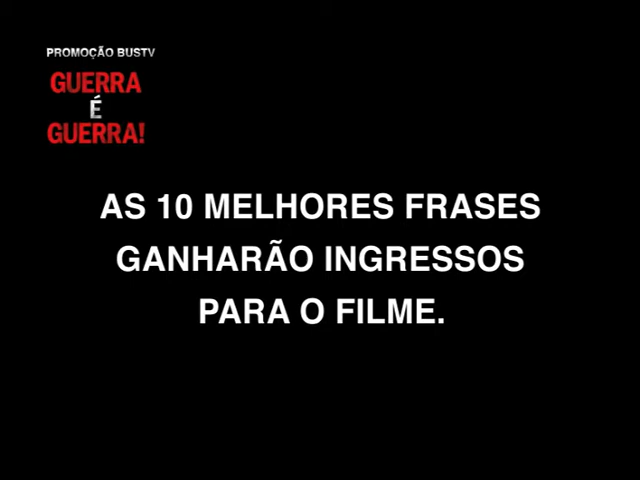 PROMOÇÃO BUSTV
GUERRA
É
GUERRA!
AS 10 MELHORES FRASES
GANHARÃO INGRESSOS
PARA O FILME.